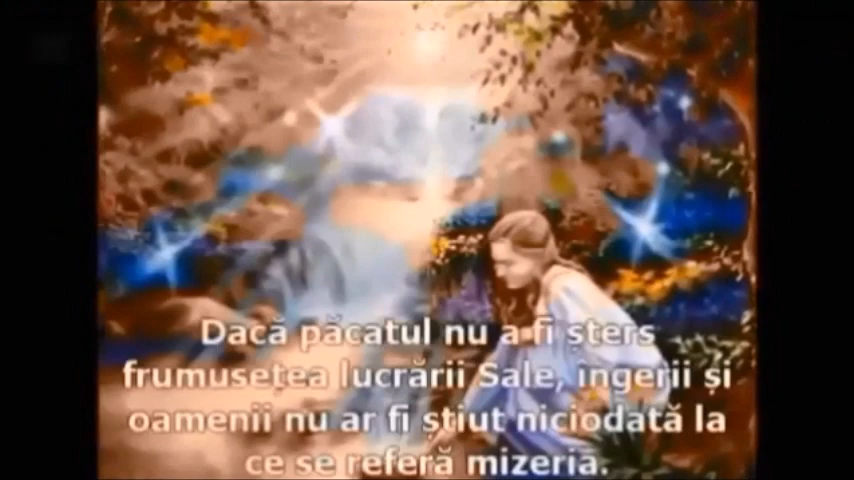 Dacă păcatul nu a fi șters
frumusețea lucrării Sale, îngerii și
oamenii nu ar fi știut niciodată la
ce se referă mizeria.